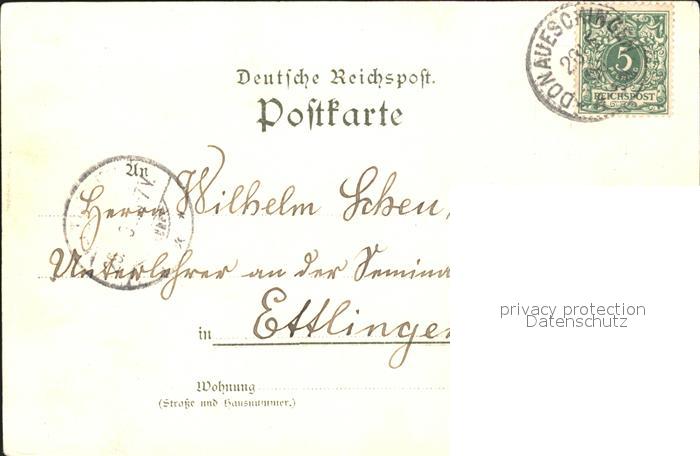 Deutsche Reichspost.
Postkarte
DONAUESCHINGEN
5
REICHSPOST
An
Herrn Wilhelm Scheu,
Unterlehrer an der Semina
in Ettlingen
Wohnung
(Straße und Hausnummer.)
privacy protection
Datenschutz